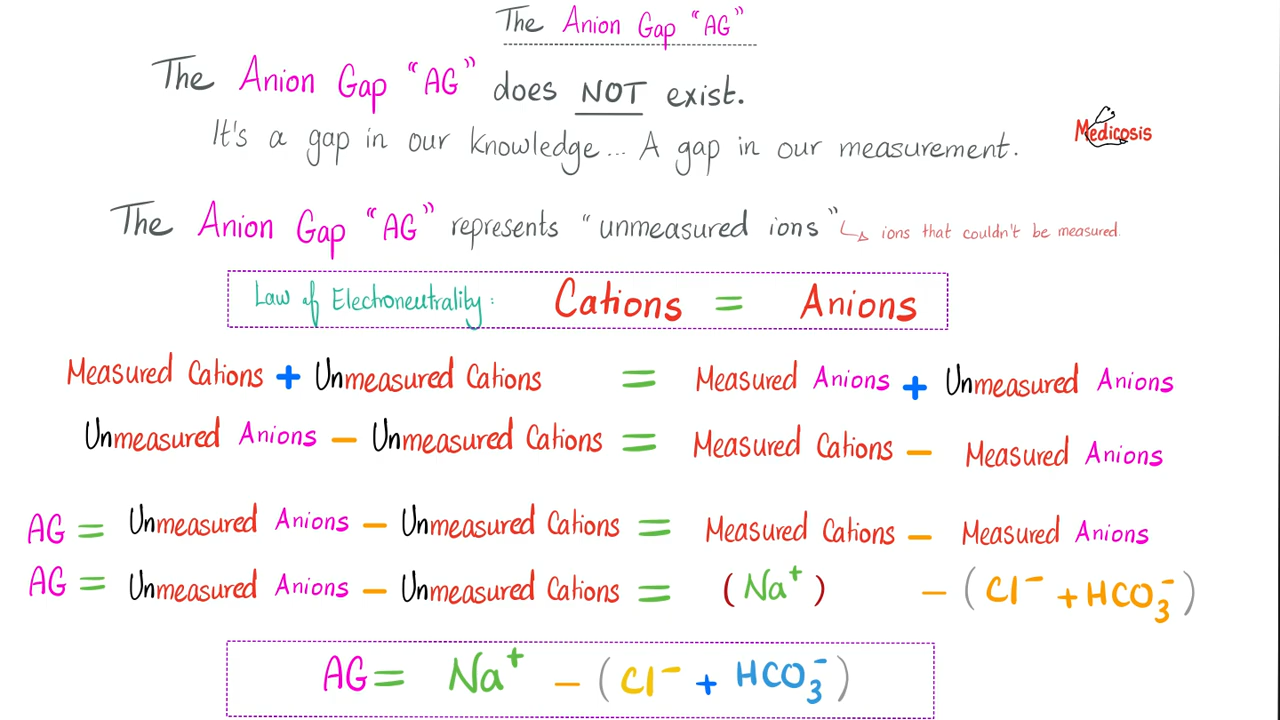 The Anion Gap "AG"
The Anion Gap "AG" does NOT exist.
It's a gap in our knowledge... A gap in our measurement.
Medicosis
The Anion Gap "AG" represents "unmeasured ions" ↳ ions that couldn't be measured.
Law of Electroneutrality: Cations = Anions
Measured Cations + Unmeasured Cations = Measured Anions + Unmeasured Anions
Unmeasured Anions − Unmeasured Cations = Measured Cations − Measured Anions
AG = Unmeasured Anions − Unmeasured Cations = Measured Cations − Measured Anions
AG = Unmeasured Anions − Unmeasured Cations = (Na⁺) − (Cl⁻ + HCO₃⁻)
AG = Na⁺ − (Cl⁻ + HCO₃⁻)